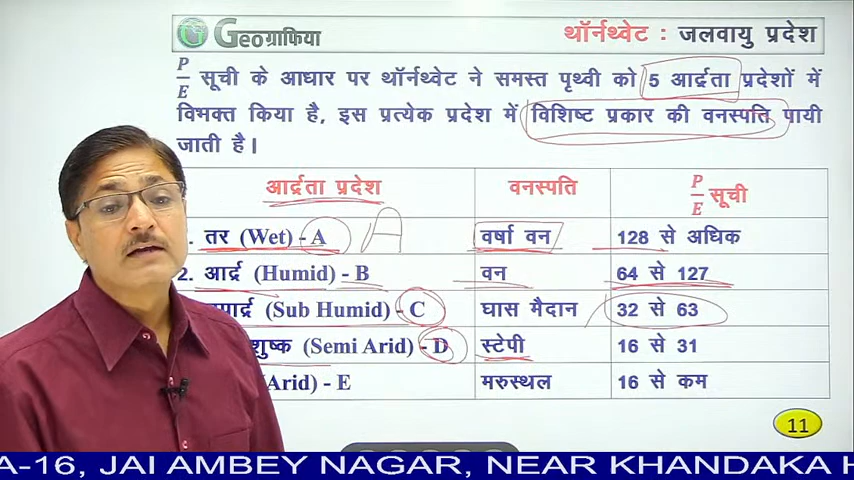 Geoग्राफिया
थॉर्नथ्वेट : जलवायु प्रदेश
P/E सूची के आधार पर थॉर्नथ्वेट ने समस्त पृथ्वी को 5 आर्द्रता प्रदेशों में
विभक्त किया है, इस प्रत्येक प्रदेश में विशिष्ट प्रकार की वनस्पति पायी
जाती है।
आर्द्रता प्रदेश वनस्पति P/E सूची
. तर (Wet) - A A वर्षा वन 128 से अधिक
2. आर्द्र (Humid) - B वन 64 से 127
(Sub Humid) - C घास मैदान 32 से 63
शुष्क (Semi Arid) - D स्टेपी 16 से 31
(Arid) - E मरुस्थल 16 से कम
11
A-16, JAI AMBEY NAGAR, NEAR KHANDAKA H